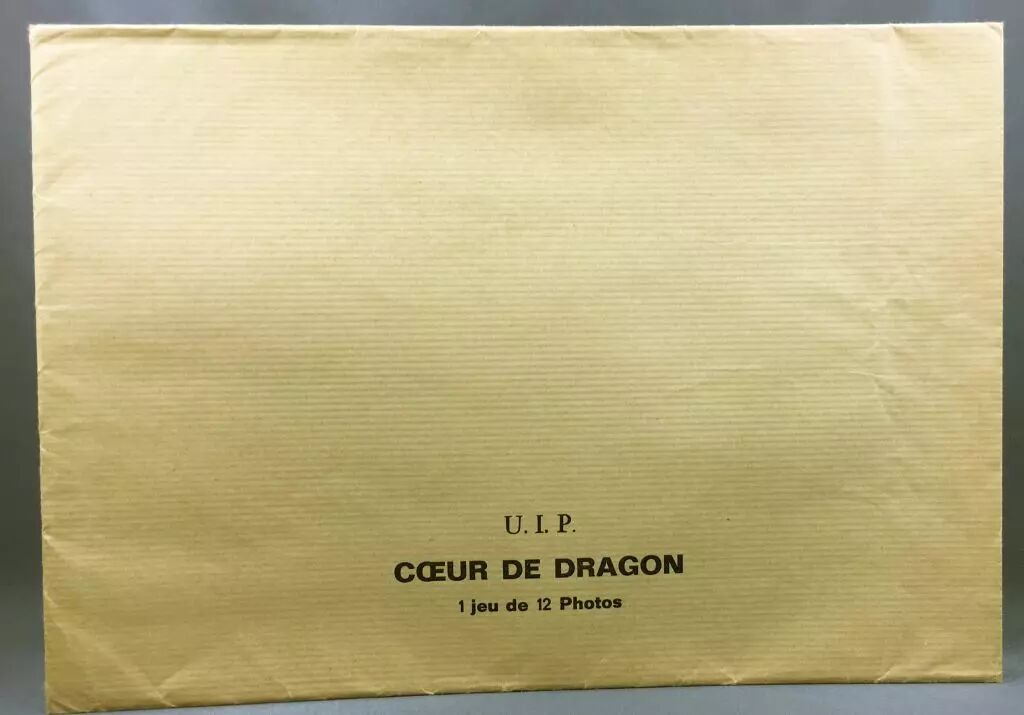 U. I. P.
CŒUR DE DRAGON
1 jeu de 12 Photos